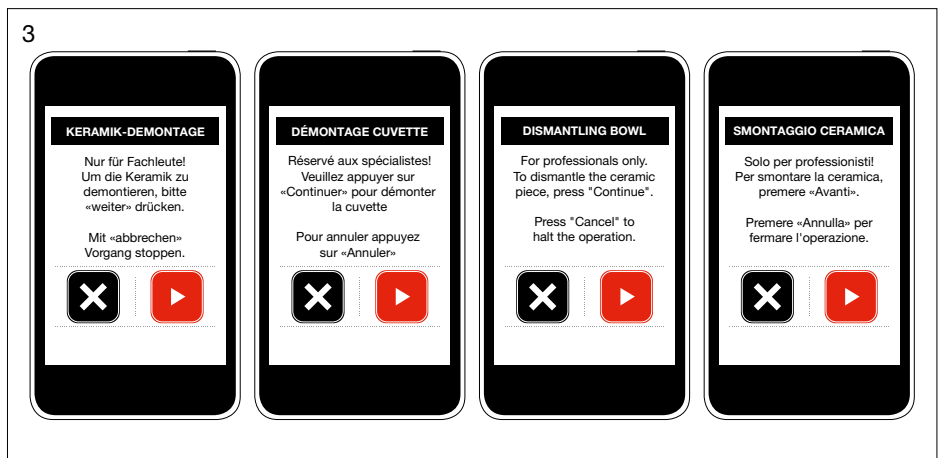 3
KERAMIK-DEMONTAGE
Nur für Fachleute!
Um die Keramik zu
demontieren, bitte
«weiter» drücken.
Mit «abbrechen»
Vorgang stoppen.
DÉMONTAGE CUVETTE
Réservé aux spécialistes!
Veuillez appuyer sur
«Continuer» pour démonter
la cuvette
Pour annuler appuyez
sur «Annuler»
DISMANTLING BOWL
For professionals only.
To dismantle the ceramic
piece, press "Continue".
Press "Cancel" to
halt the operation.
SMONTAGGIO CERAMICA
Solo per professionisti!
Per smontare la ceramica,
premere «Avanti».
Premere «Annulla» per
fermare l'operazione.